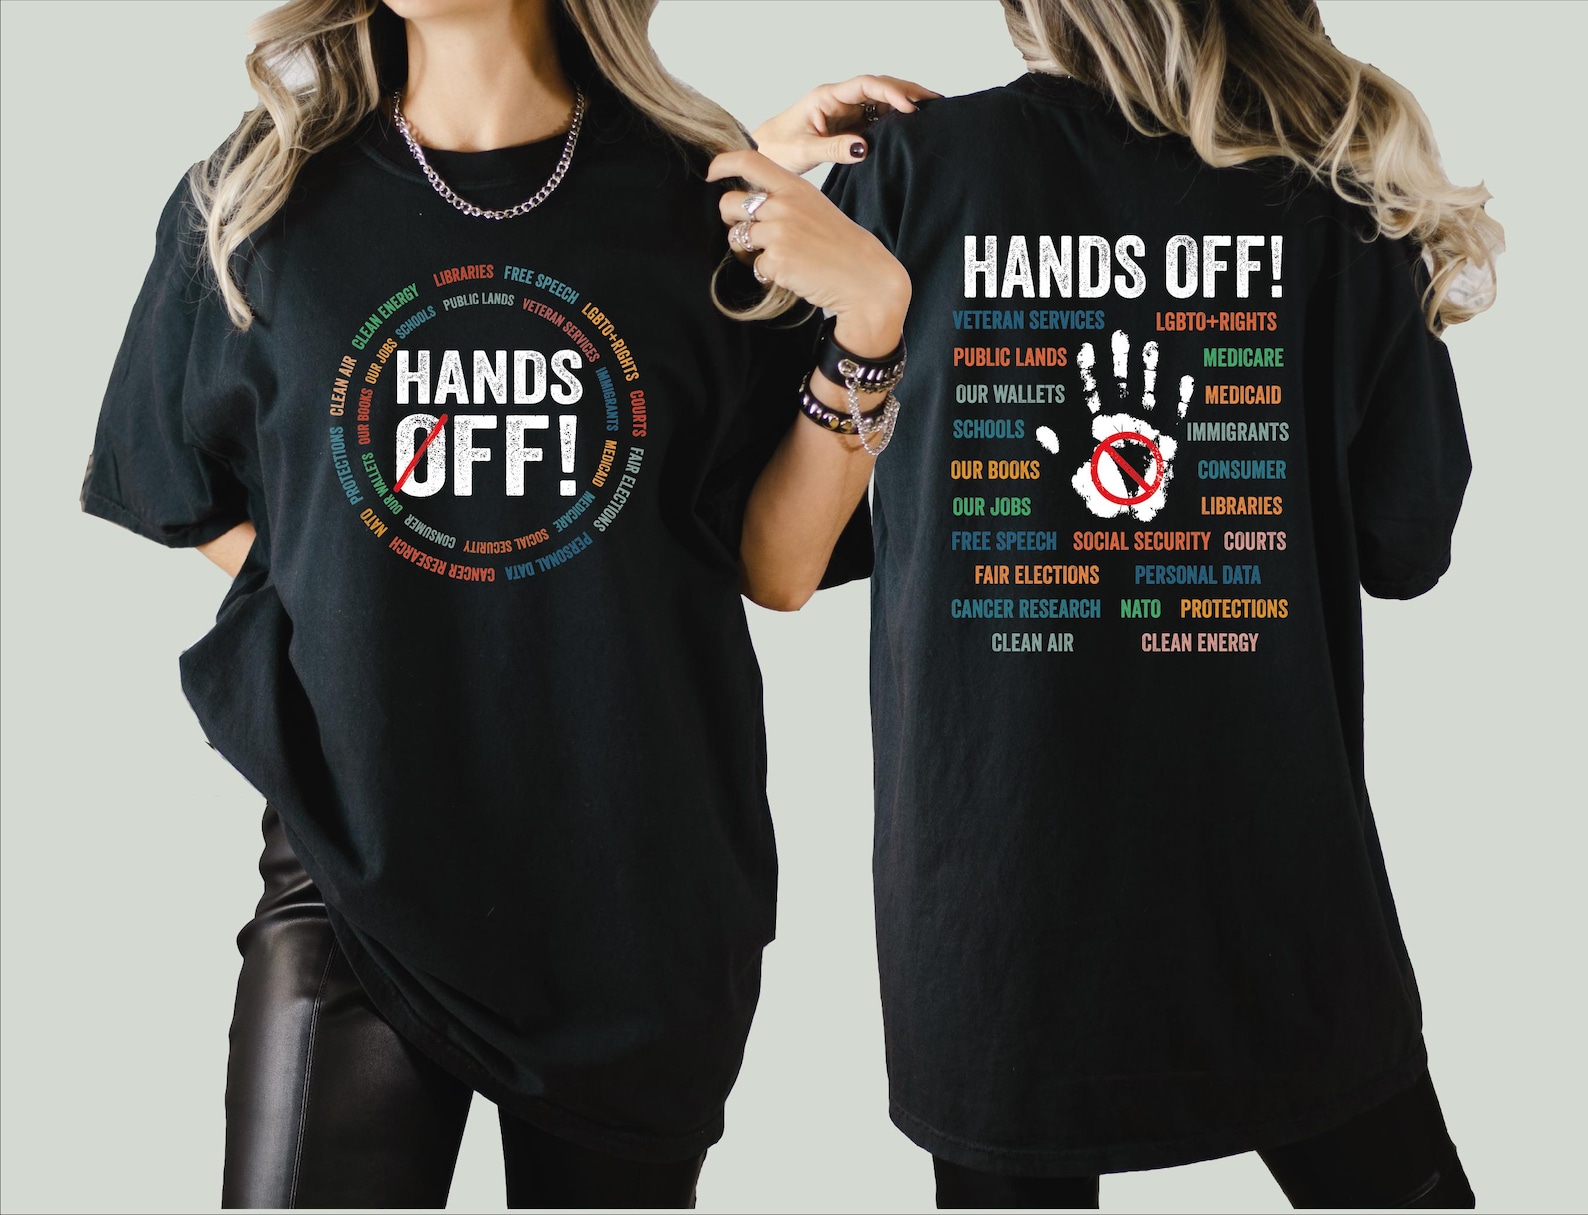 LIBRARIES FREE SPEECH LGBTO+RIGHTS COURTS FAIR ELECTIONS PERSONAL DATA CANCER RESEARCH NATO PROTECTIONS CLEAN AIR CLEAN ENERGY
SCHOOLS PUBLIC LANDS VETERAN SERVICES IMMIGRANTS MEDICAID MEDICARE SOCIAL SECURITY CONSUMER OUR WALLETS OUR BOOKS OUR JOBS
HANDS
OFF!
HANDS OFF!
VETERAN SERVICES LGBTO+RIGHTS
PUBLIC LANDS MEDICARE
OUR WALLETS MEDICAID
SCHOOLS IMMIGRANTS
OUR BOOKS CONSUMER
OUR JOBS LIBRARIES
FREE SPEECH SOCIAL SECURITY COURTS
FAIR ELECTIONS PERSONAL DATA
CANCER RESEARCH NATO PROTECTIONS
CLEAN AIR CLEAN ENERGY